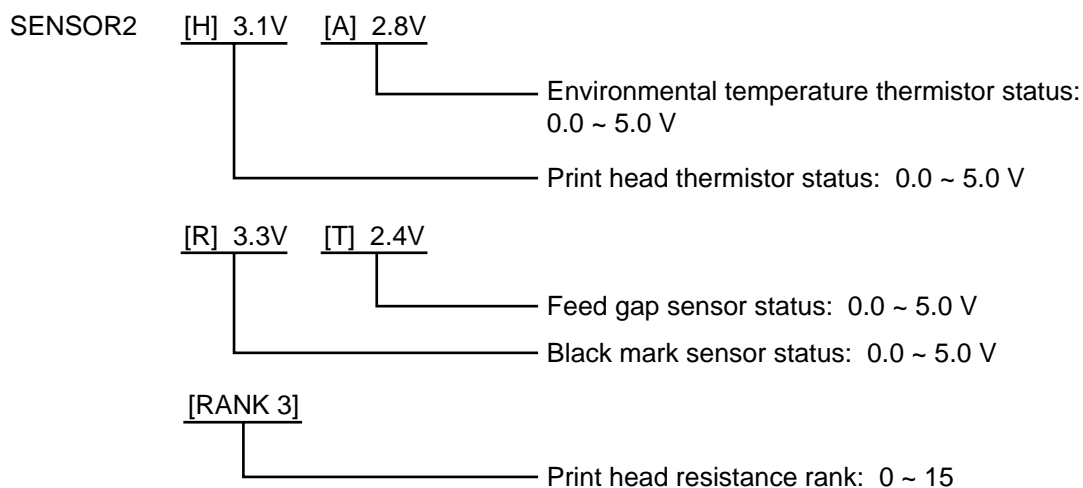 SENSOR2 [H] 3.1V [A] 2.8V
Environmental temperature thermistor status:
0.0 ~ 5.0 V
Print head thermistor status: 0.0 ~ 5.0 V
[R] 3.3V [T] 2.4V
Feed gap sensor status: 0.0 ~ 5.0 V
Black mark sensor status: 0.0 ~ 5.0 V
[RANK 3]
Print head resistance rank: 0 ~ 15